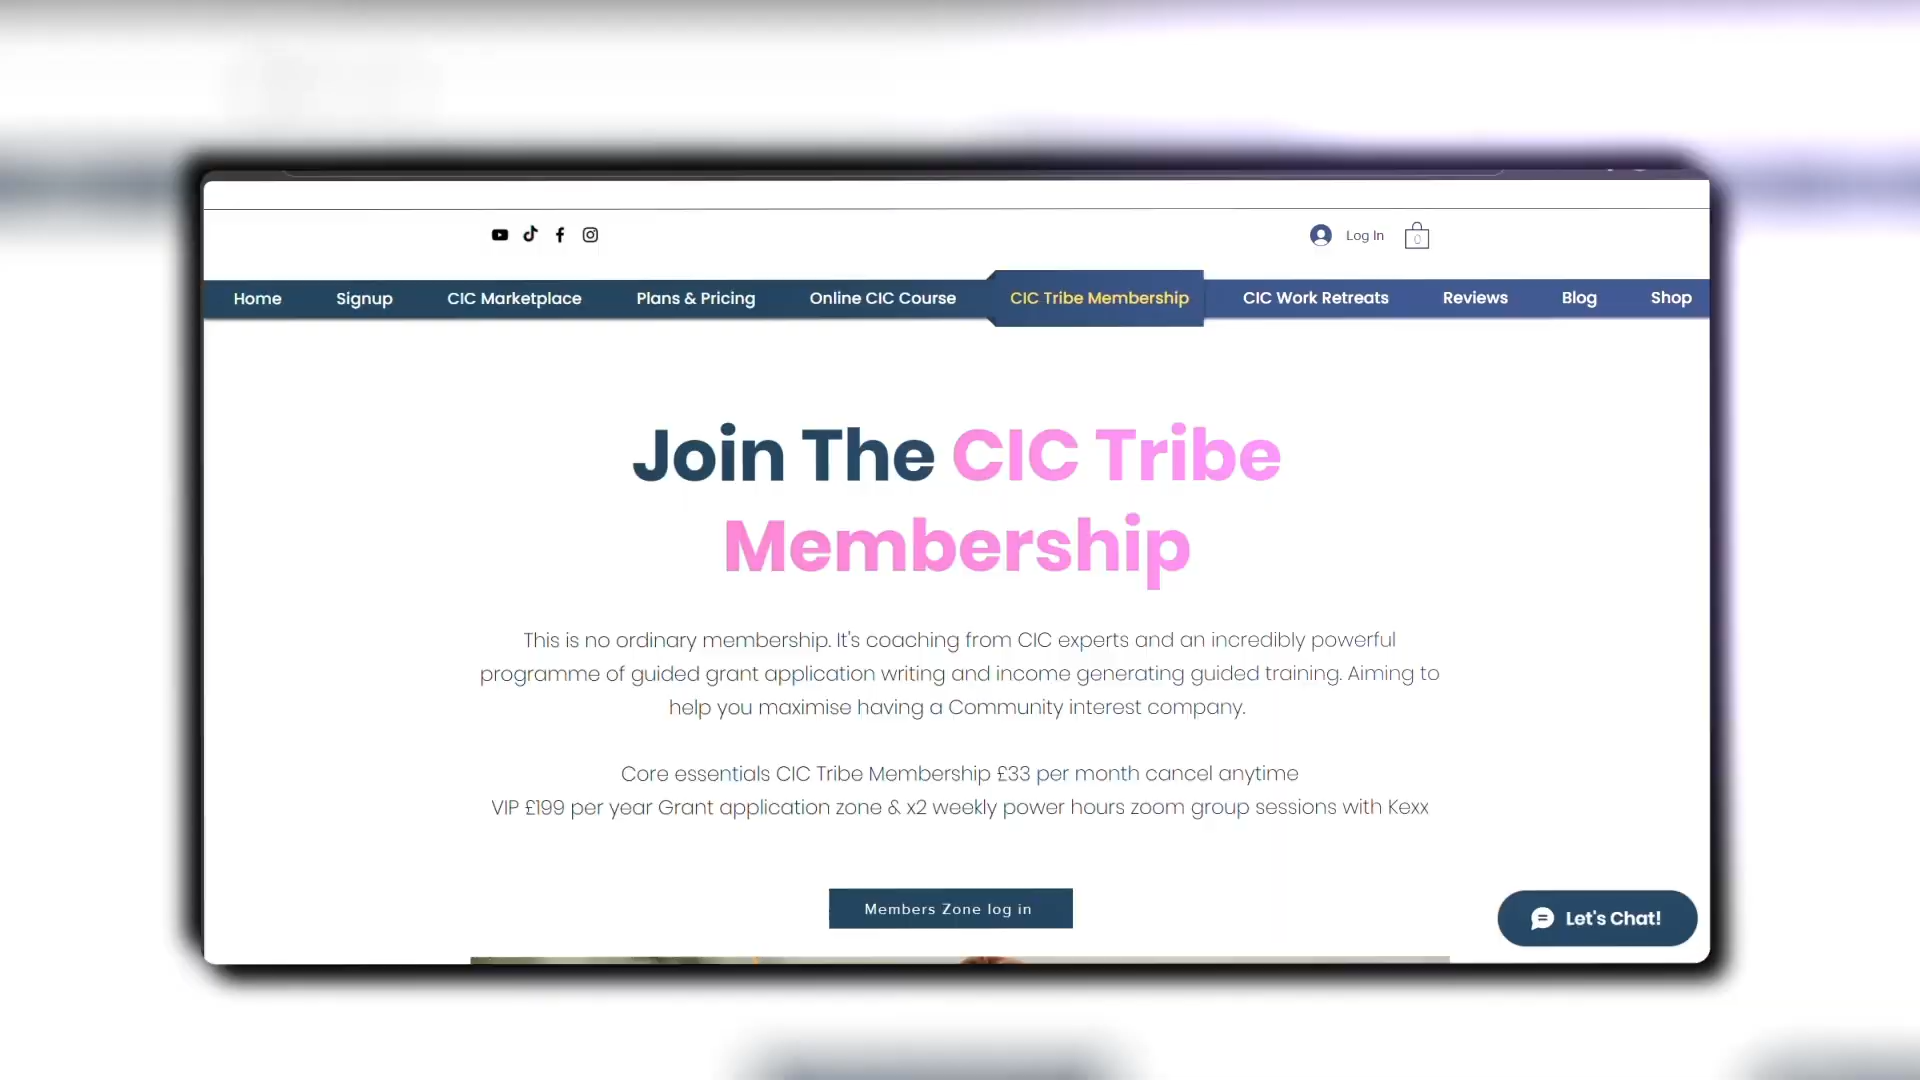 Log In
0
Home Signup CIC Marketplace Plans & Pricing Online CIC Course CIC Tribe Membership CIC Work Retreats Reviews Blog Shop
Join The CIC Tribe
Membership
This is no ordinary membership. It's coaching from CIC experts and an incredibly powerful
programme of guided grant application writing and income generating guided training. Aiming to
help you maximise having a Community interest company.
Core essentials CIC Tribe Membership £33 per month cancel anytime
VIP £199 per year Grant application zone & x2 weekly power hours zoom group sessions with Kexx
Members Zone log in
Let's Chat!